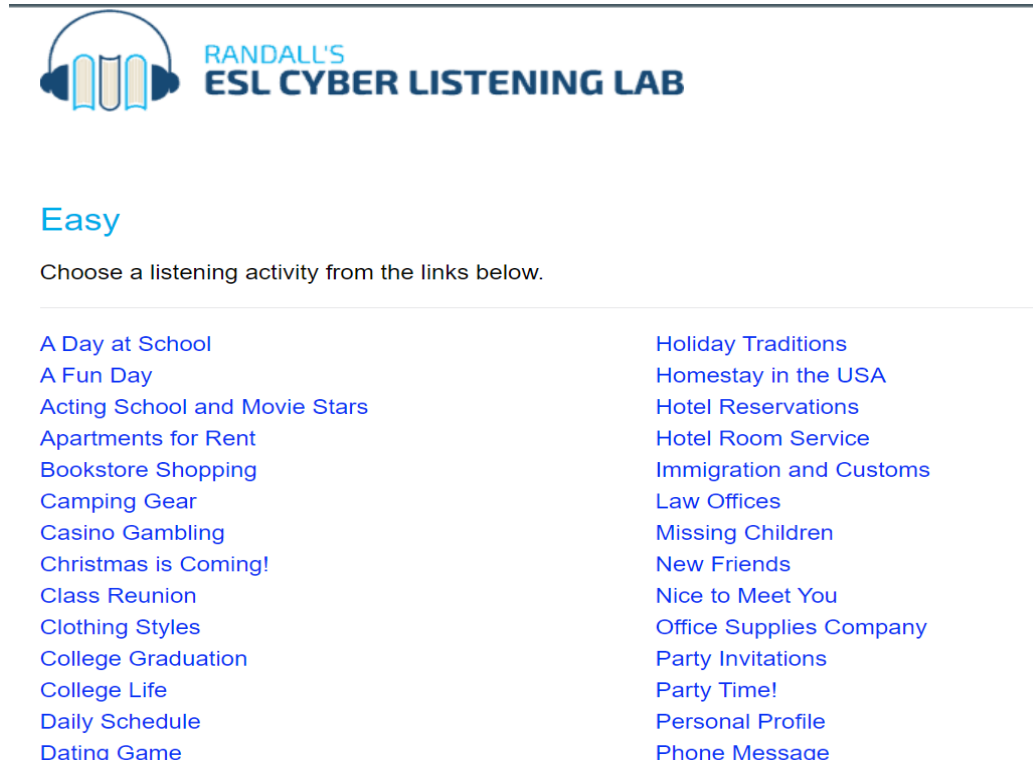 RANDALL'S
ESL CYBER LISTENING LAB
Easy
Choose a listening activity from the links below.
A Day at School
A Fun Day
Acting School and Movie Stars
Apartments for Rent
Bookstore Shopping
Camping Gear
Casino Gambling
Christmas is Coming!
Class Reunion
Clothing Styles
College Graduation
College Life
Daily Schedule
Dating Game
Holiday Traditions
Homestay in the USA
Hotel Reservations
Hotel Room Service
Immigration and Customs
Law Offices
Missing Children
New Friends
Nice to Meet You
Office Supplies Company
Party Invitations
Party Time!
Personal Profile
Phone Message